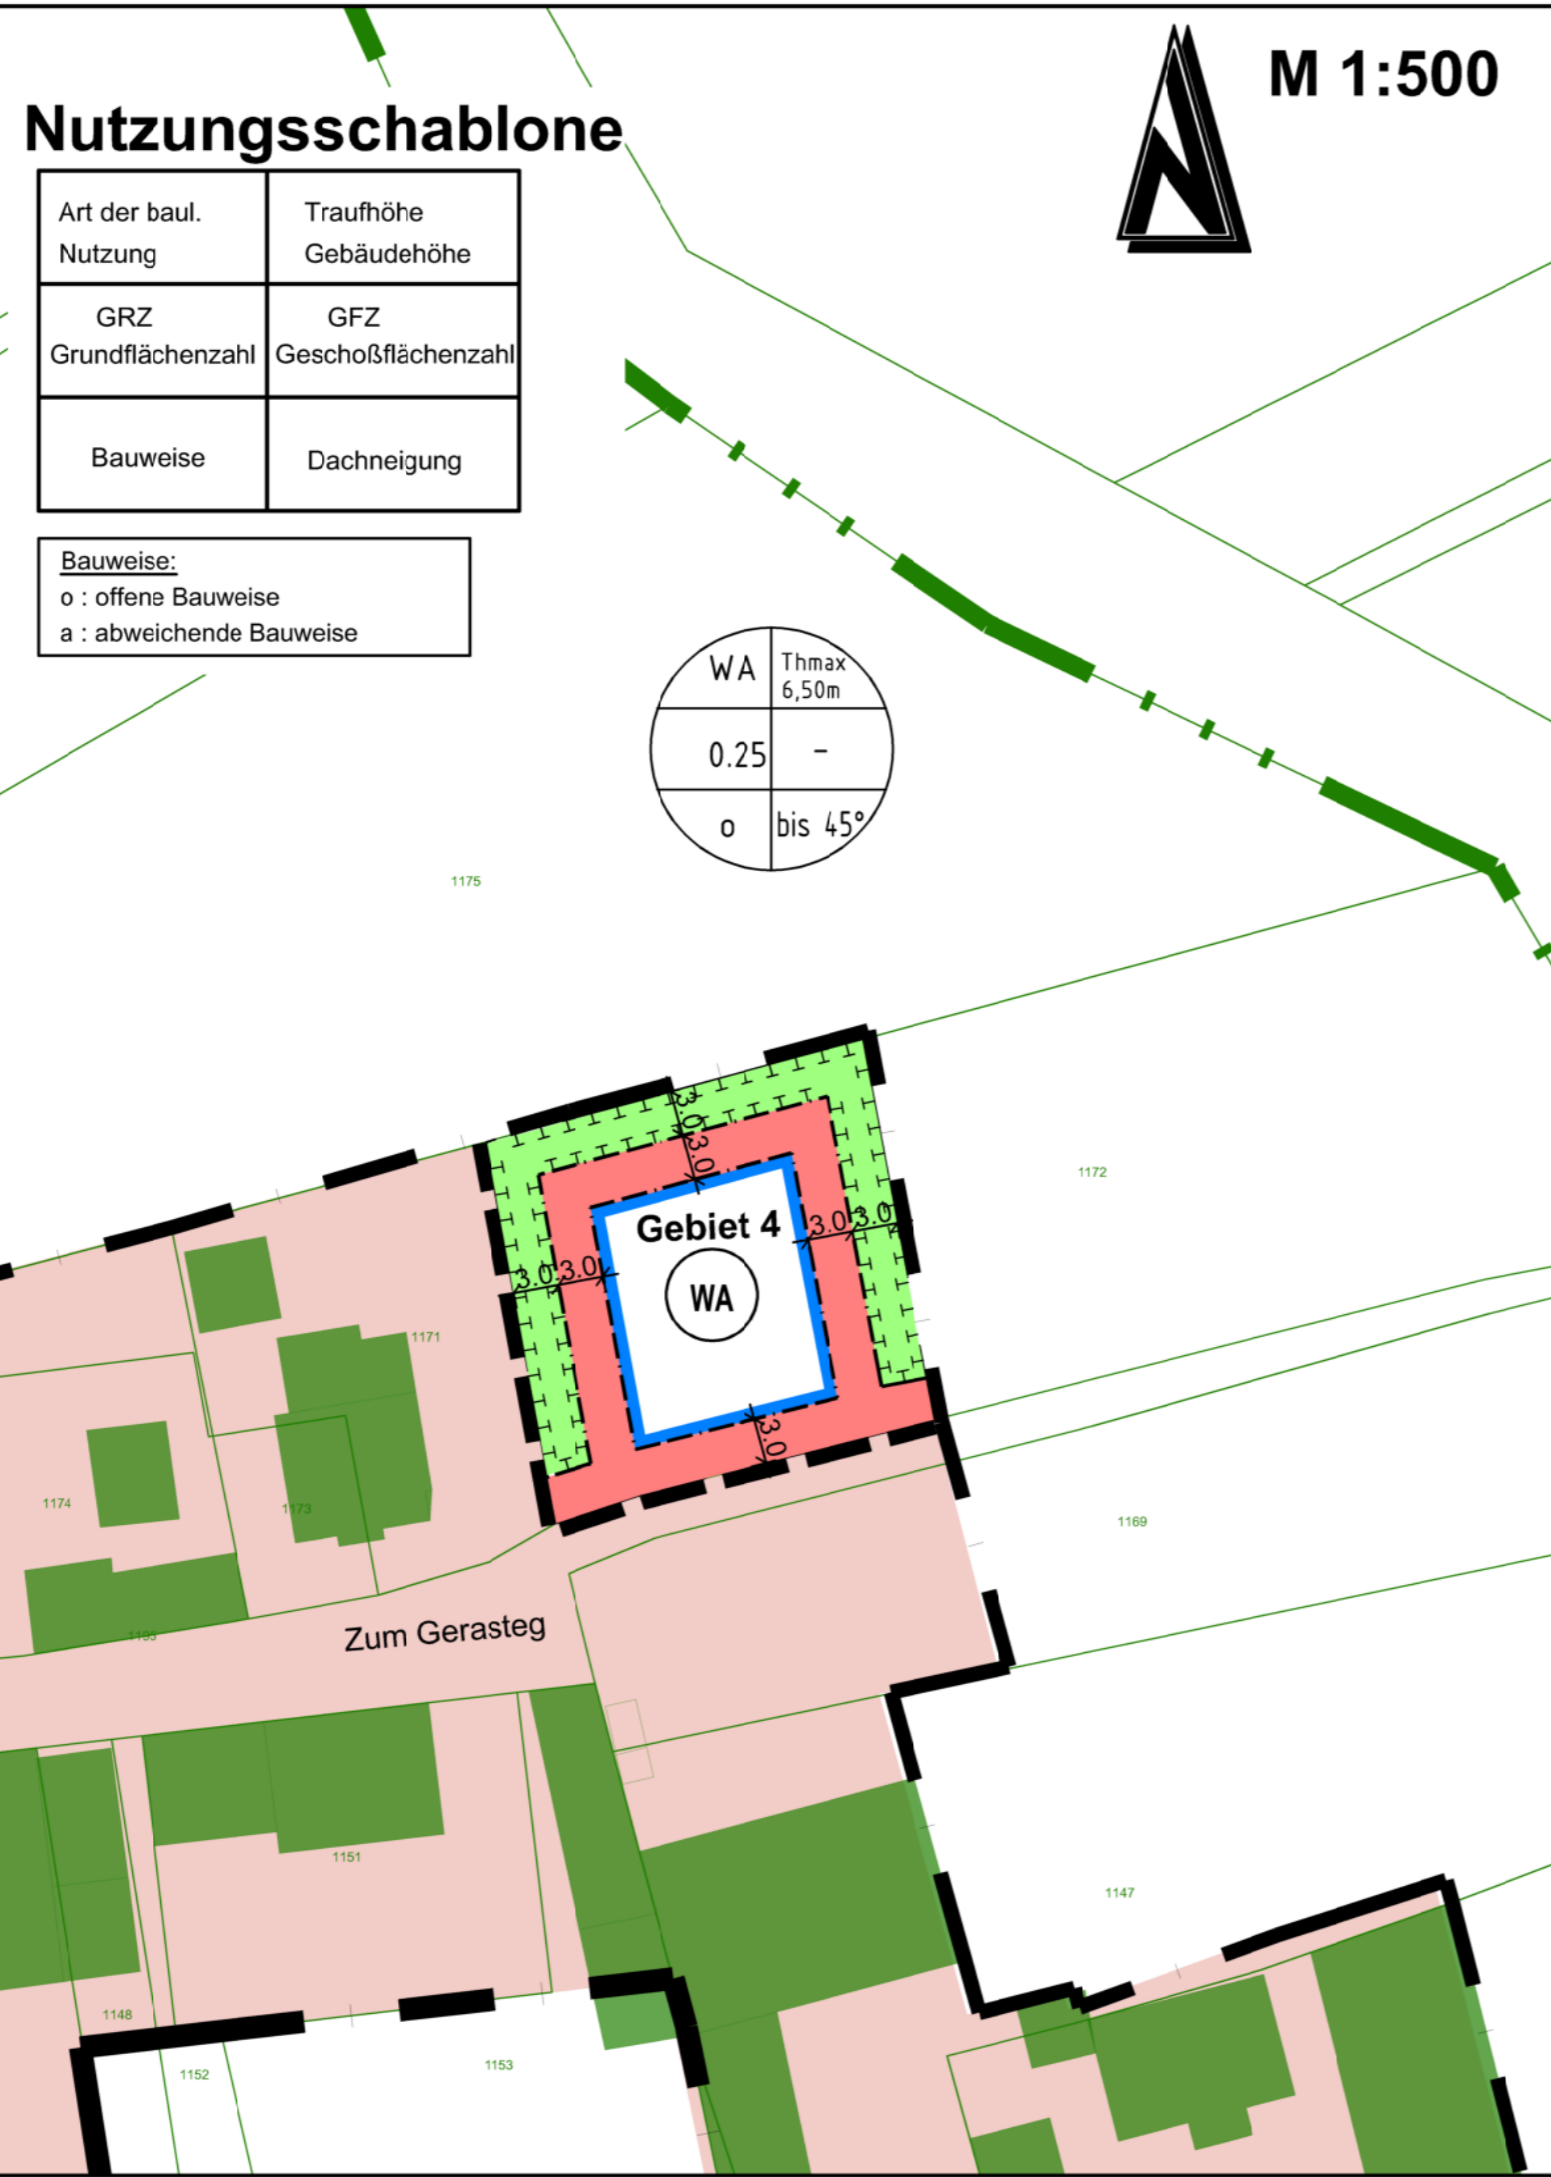 M 1:500
Nutzungsschablone
Art der baul.
Nutzung
Traufhöhe
Gebäudehöhe
GRZ
Grundflächenzahl
GFZ
Geschoßflächenzahl
Bauweise
Dachneigung
Bauweise:
o : offene Bauweise
a : abweichende Bauweise
WA
Thmax
6,50m
0.25
-
o
bis 45°
1175
3.0
3.0
1172
Gebiet 4
3.0
3.0
3.0
3.0
WA
1171
3.0
1174
1173
1169
Zum Gerasteg
1151
1147
1148
1152
1153